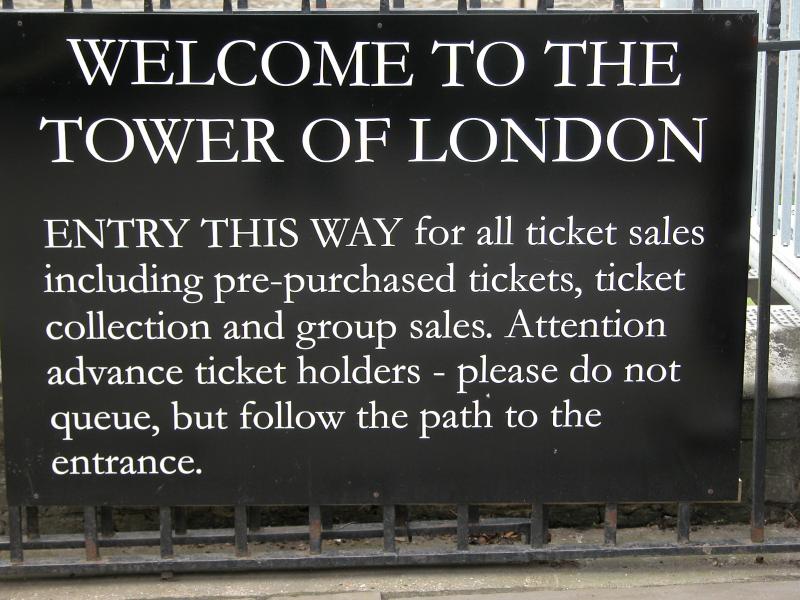 WELCOME TO THE
TOWER OF LONDON
ENTRY THIS WAY for all ticket sales
including pre-purchased tickets, ticket
collection and group sales. Attention
advance ticket holders - please do not
queue, but follow the path to the
entrance.